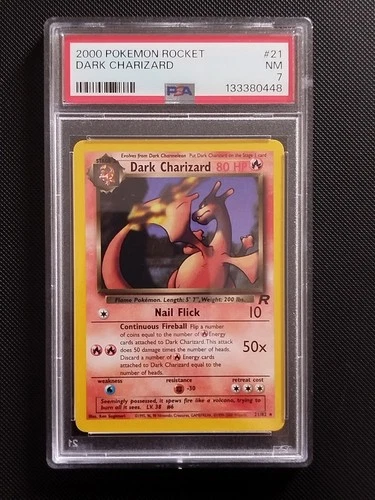 2000 POKEMON ROCKET #21
DARK CHARIZARD NM
7
PSA 133380448
Evolves from Dark Charmeleon Put Dark Charizard on the Stage 1 card
Dark Charizard 80 HP
Flame Pokémon. Length: 5' 7", Weight: 200 lbs.
R
Nail Flick 10
Continuous Fireball Flip a number
of coins equal to the number of Energy
cards attached to Dark Charizard. This attack
does 50 damage times the number of heads. 50x
Discard a number of Energy cards
attached to Dark Charizard equal to the
number of heads.
weakness resistance retreat cost
-30
Seemingly possessed, it spews fire like a volcano, trying to
burn all it sees. LV. 38 #6
21/82